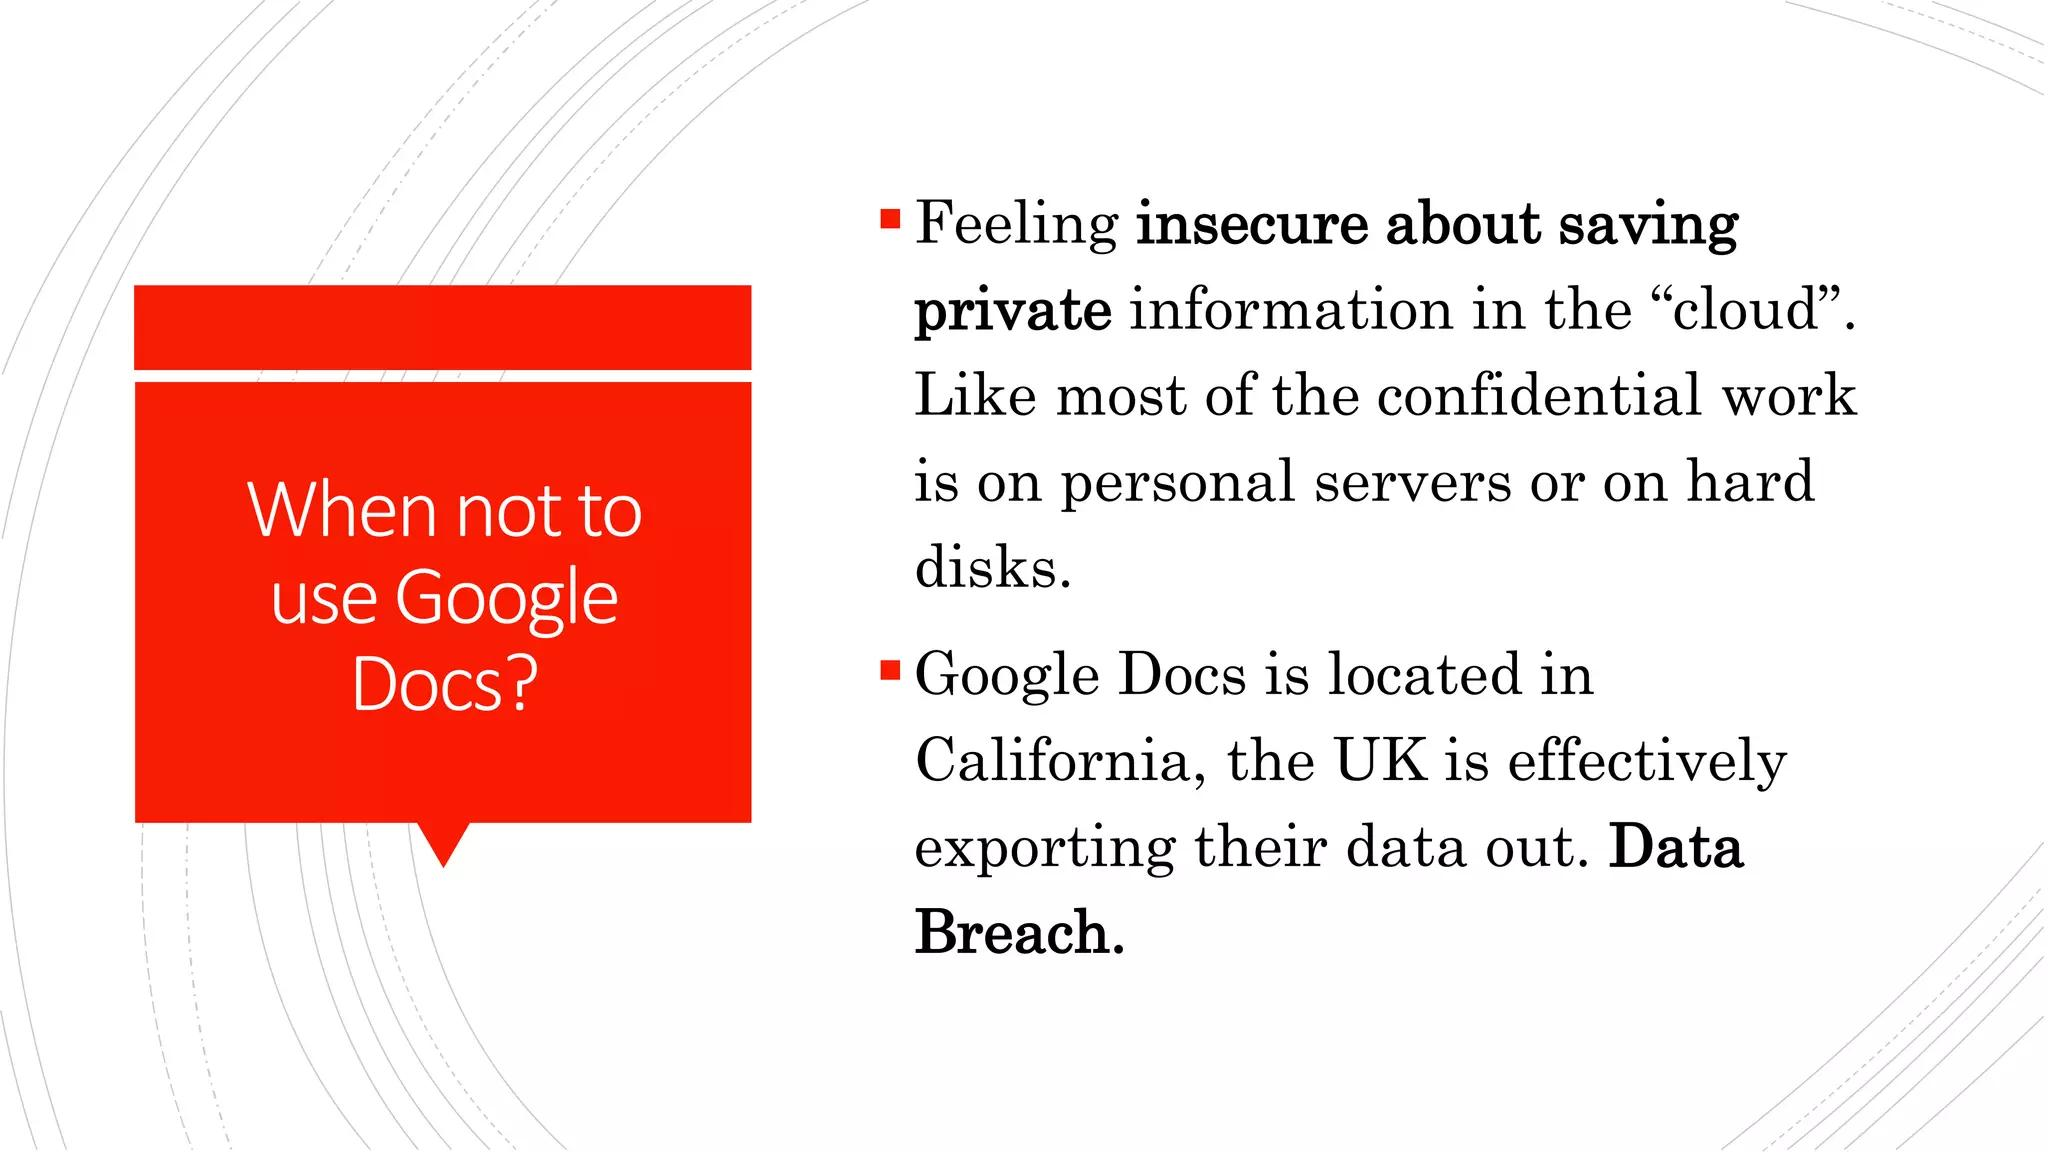 When not to
use Google
Docs?
Feeling insecure about saving
private information in the “cloud”.
Like most of the confidential work
is on personal servers or on hard
disks.
Google Docs is located in
California, the UK is effectively
exporting their data out. Data
Breach.